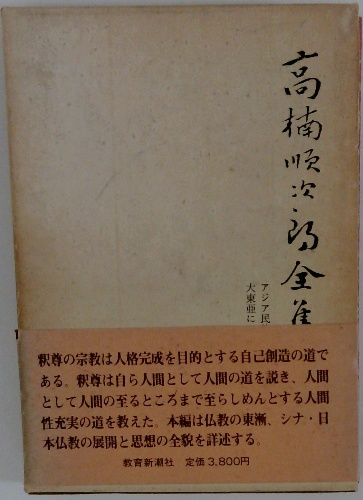 高楠順次郎全集
アジア民
大東亜に
釈尊の宗教は人格完成を目的とする自己創造の道で
ある。釈尊は自ら人間として人間の道を説き、人間
として人間の至るところまで至らしめんとする人間
性充実の道を教えた。本編は仏教の東漸、シナ・日
本仏教の展開と思想の全貌を詳述する。
教育新潮社 定価3,800円